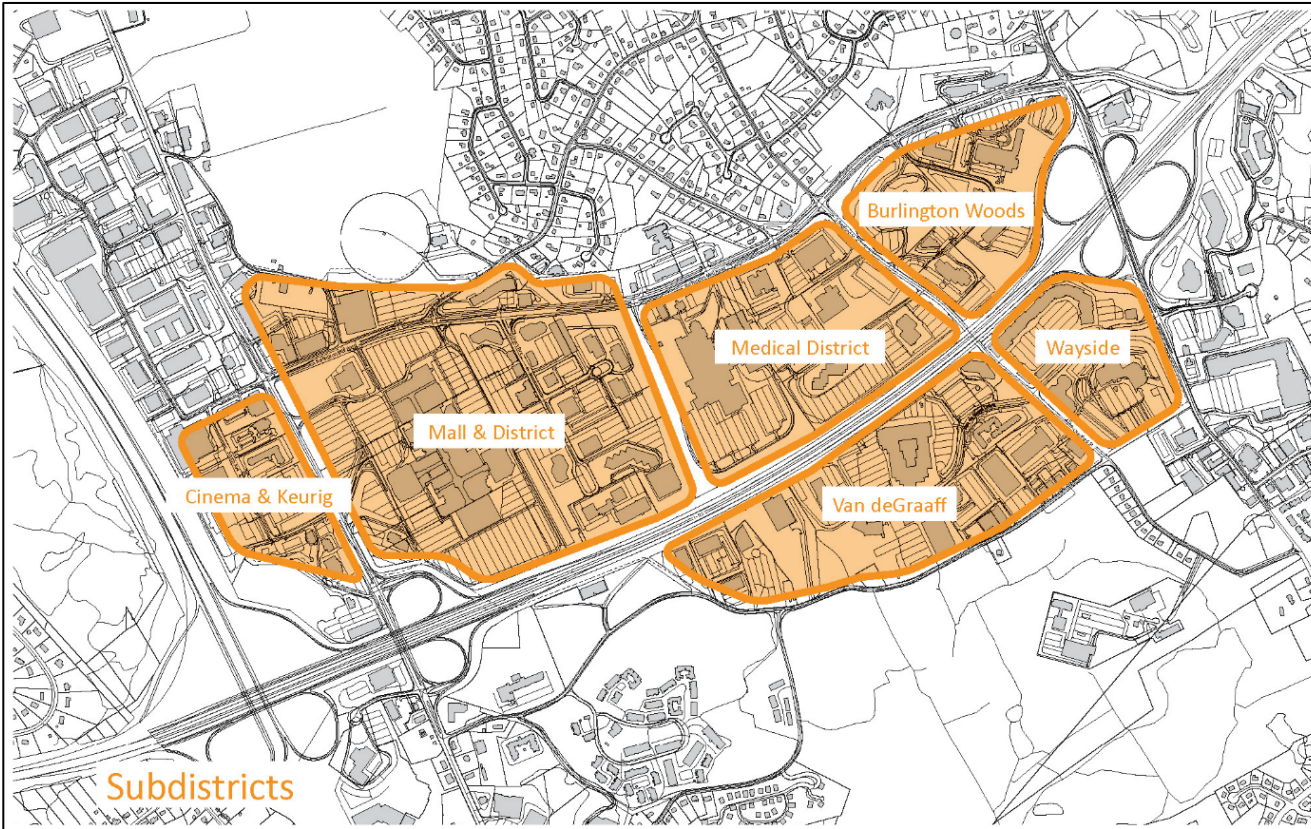 Burlington Woods
Medical District
Wayside
Mall & District
Cinema & Keurig
Van deGraaff
Subdistricts